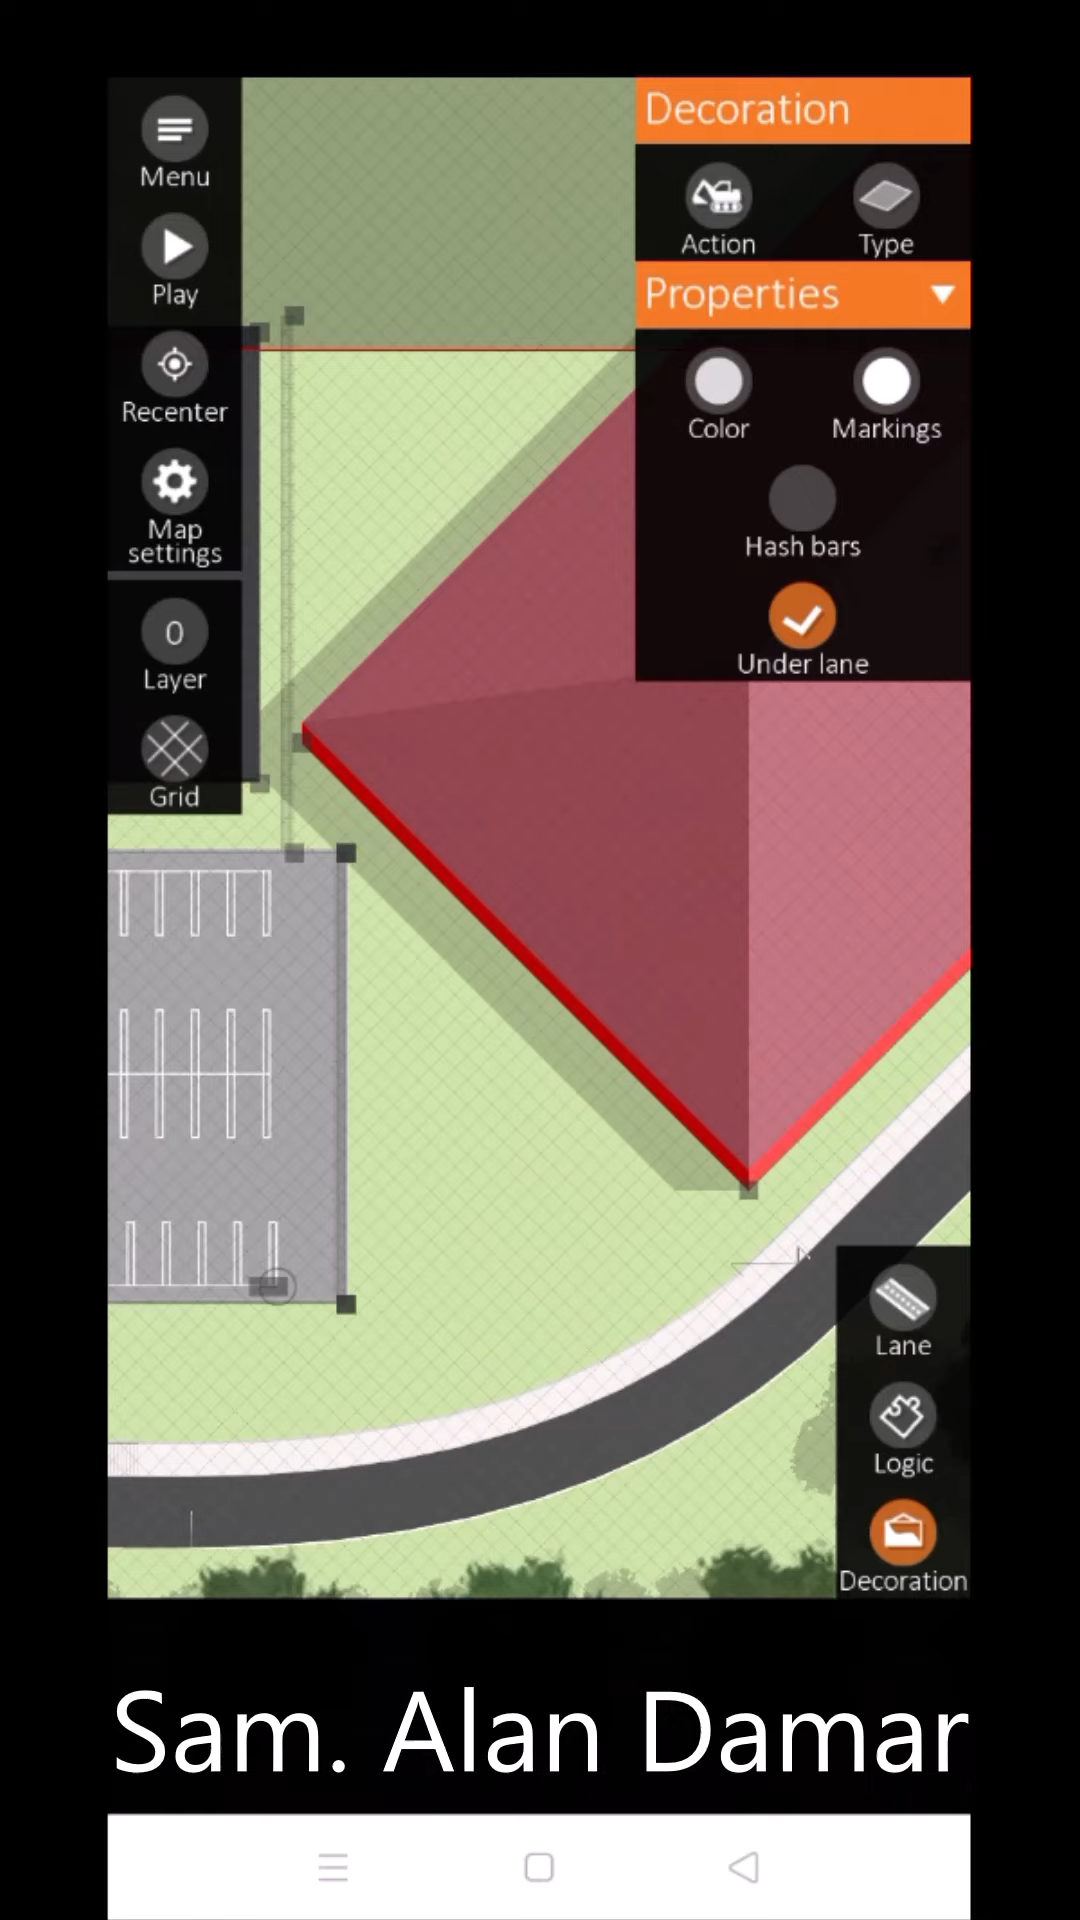 Menu
Play
Recenter
Map
settings
0
Layer
Grid
Decoration
Action Type
Properties
Color Markings
Hash bars
Under lane
Lane
Logic
Decoration
Sam. Alan Damar